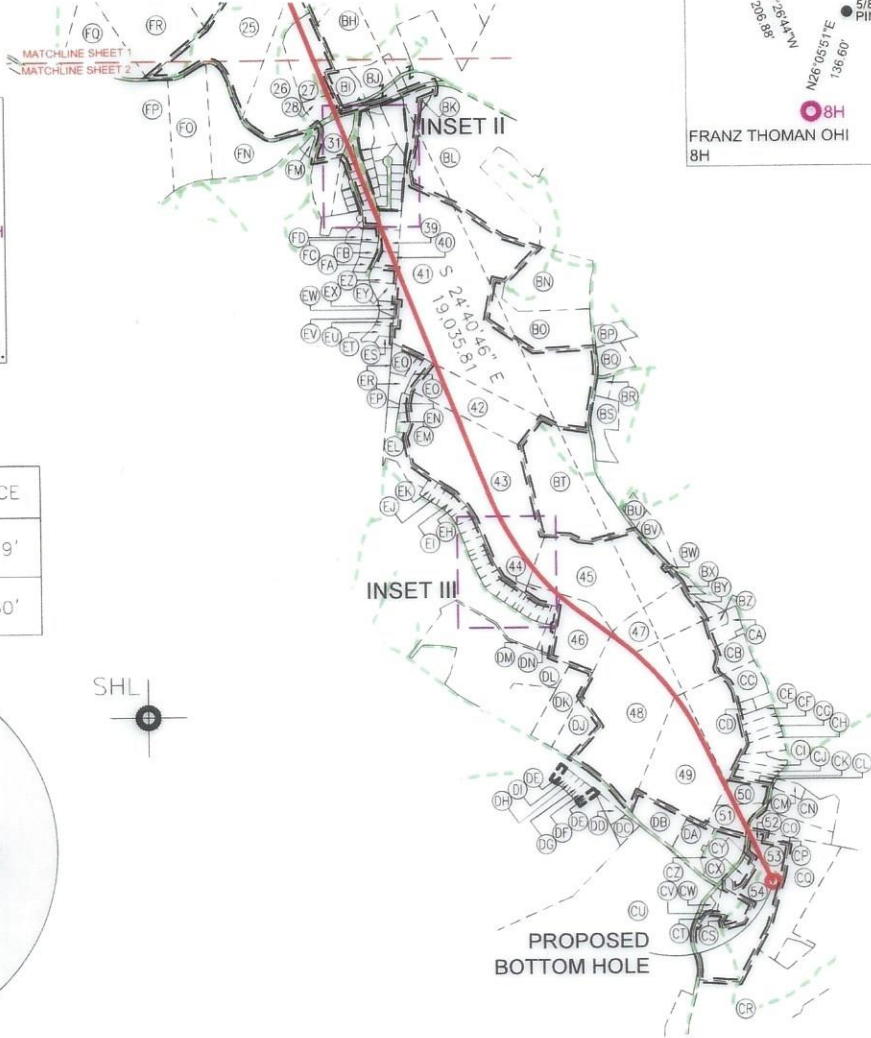 FQ
FR
25
BH
MATCHLINE SHEET 1
MATCHLINE SHEET 2
FP
FO
FN
26
27
28
BI
BJ
BK
INSET II
31
FM
BL
206.88'
26'44"W
N26°05'51"E
136.60'
5/8
PIN
8H
FRANZ THOMAN OHI
8H
FD
FC
FB
FA
EZ
39
40
41
EW
EX
EY
EV
EU
ET
ES
S 24°40'46" E
19,035.81
BN
BO
BP
BQ
BR
BS
EQ
ER
EP
EO
EN
EM
EL
42
43
BT
EK
EJ
EI
EH
BU
BV
CE
9'
0'
INSET III
44
45
BW
BX
BY
BZ
CA
CB
46
47
DM
DN
DL
DK
DJ
CC
CD
CE
CF
CG
CH
SHL
48
49
CI
CJ
CK
CL
DE
DI
DH
DG
DF
DE
DD
DC
DB
DA
50
51
CM
CN
CO
CP
CQ
53
54
CY
CX
CZ
CV
CW
CU
CT
CS
PROPOSED
BOTTOM HOLE
CR